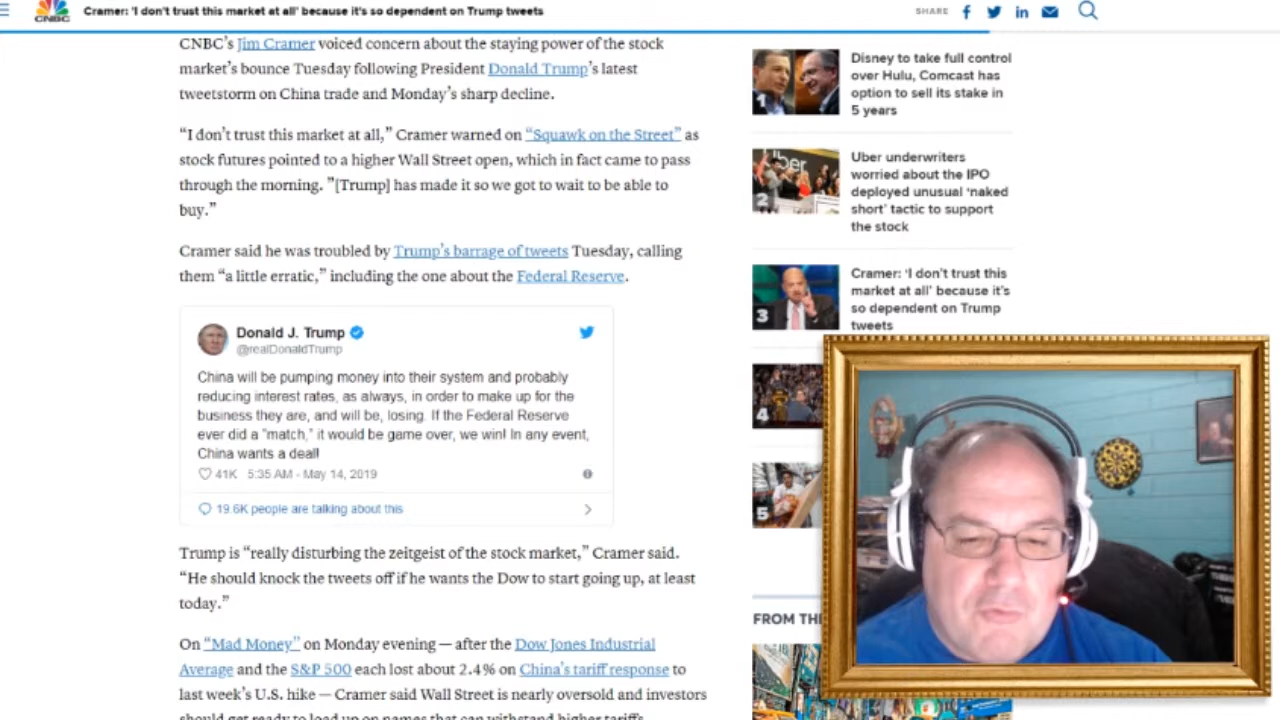 CNBC
Cramer: 'I don't trust this market at all' because it's so dependent on Trump tweets
SHARE
CNBC's Jim Cramer voiced concern about the staying power of the stock
market's bounce Tuesday following President Donald Trump's latest
tweetstorm on China trade and Monday's sharp decline.
“I don't trust this market at all,” Cramer warned on “Squawk on the Street” as
stock futures pointed to a higher Wall Street open, which in fact came to pass
through the morning. ”[Trump] has made it so we got to wait to be able to
buy.”
Cramer said he was troubled by Trump's barrage of tweets Tuesday, calling
them “a little erratic,” including the one about the Federal Reserve.
Donald J. Trump
@realDonaldTrump
China will be pumping money into their system and probably
reducing interest rates, as always, in order to make up for the
business they are, and will be, losing. If the Federal Reserve
ever did a “match,” it would be game over, we win! In any event,
China wants a deal!
41K 5:35 AM - May 14, 2019
19.6K people are talking about this
Trump is “really disturbing the zeitgeist of the stock market,” Cramer said.
“He should knock the tweets off if he wants the Dow to start going up, at least
today.”
On “Mad Money” on Monday evening — after the Dow Jones Industrial
Average and the S&P 500 each lost about 2.4% on China's tariff response to
last week's U.S. hike — Cramer said Wall Street is nearly oversold and investors
should get ready to load up on names that can withstand higher tariffs.
1
Disney to take full control
over Hulu, Comcast has
option to sell its stake in
5 years
2
Uber underwriters
worried about the IPO
deployed unusual ‘naked
short’ tactic to support
the stock
3
Cramer: ‘I don't trust this
market at all’ because it's
so dependent on Trump
tweets
4
5
FROM THE